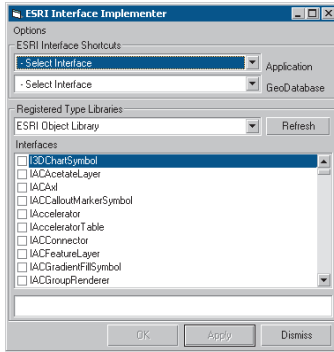 ESRI Interface Implementer
Options
ESRI Interface Shortcuts
- Select Interface
Application
- Select Interface
GeoDatabase
Registered Type Libraries
ESRI Object Library
Refresh
Interfaces
I3DChartSymbol
IACAcetateLayer
IACAxl
IACCalloutMarkerSymbol
IAccelerator
IAcceleratorTable
IACConnector
IACFeatureLayer
IACGradientFillSymbol
IACGroupRenderer
OK
Apply
Dismiss